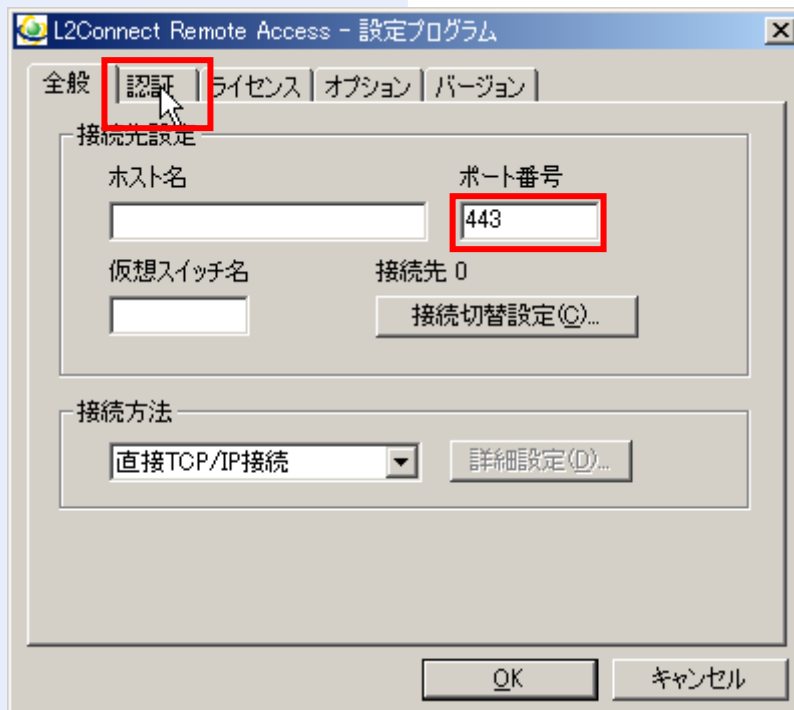 L2Connect Remote Access - 設定プログラム
全般 認証 ライセンス オプション バージョン
接続先設定
ホスト名 ポート番号
443
仮想スイッチ名 接続先 0
接続切替設定(C)...
接続方法
直接TCP/IP接続 詳細設定(D)...
OK キャンセル